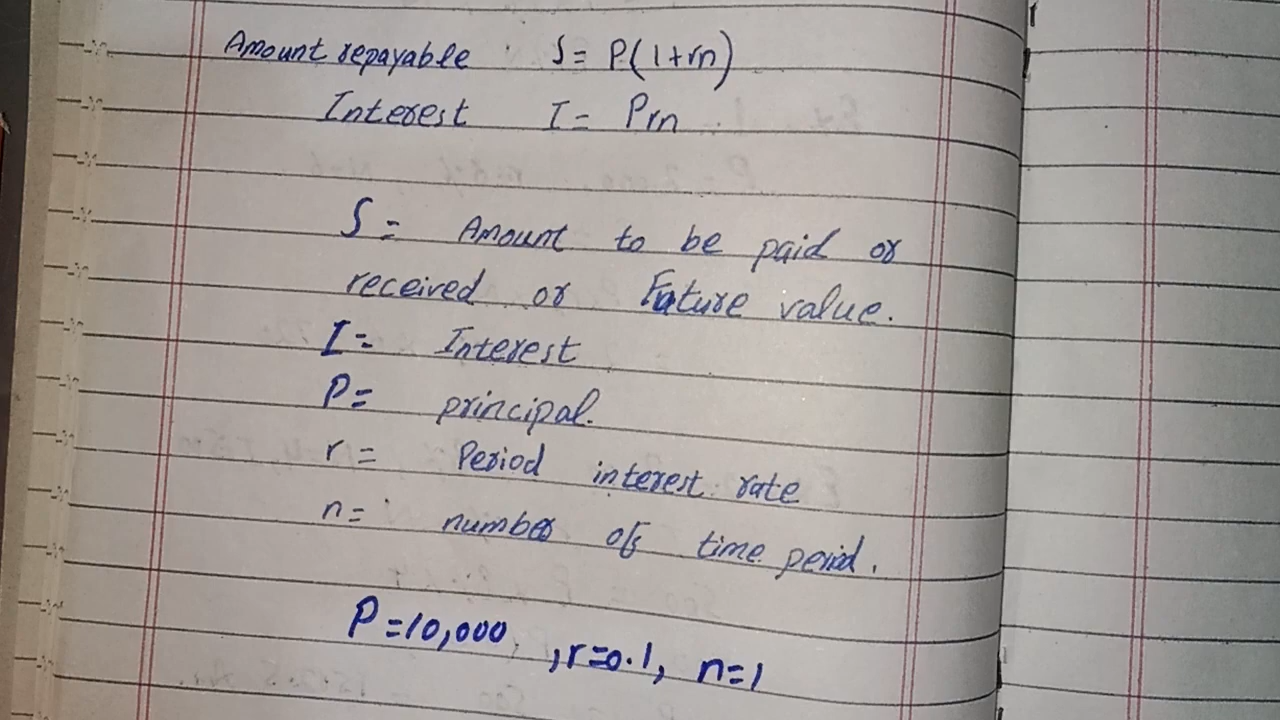 Amount repayable S = P(1+rn)
Interest I = Prn
S = Amount to be paid or
received or Future value.
I = Interest
P = principal.
r = Period interest rate
n = number of time period.
P = 10,000, r = 0.1, n = 1